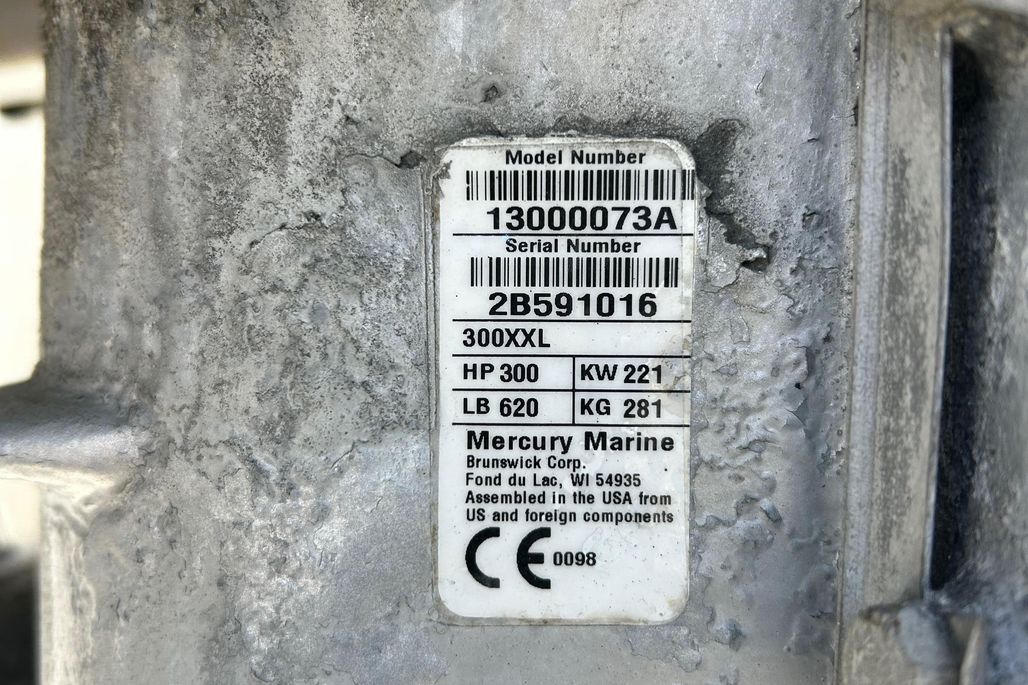 Model Number
13000073A
Serial Number
2B591016
300XXL
HP 300 KW 221
LB 620 KG 281
Mercury Marine
Brunswick Corp.
Fond du Lac, WI 54935
Assembled in the USA from
US and foreign components
CE 0098